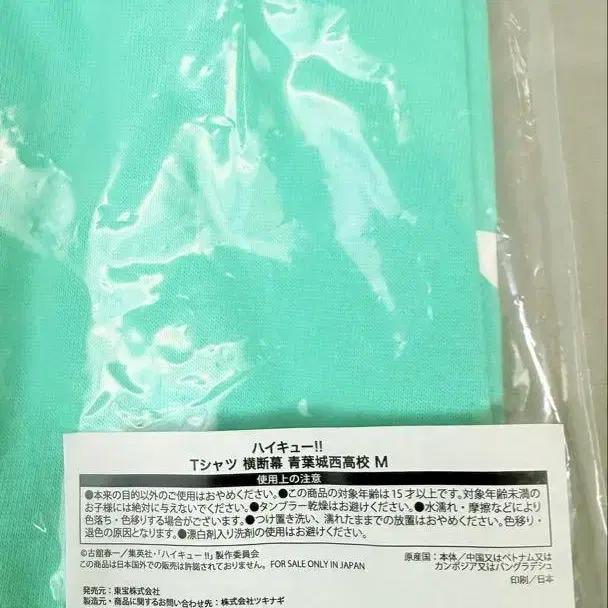 ハイキュー!!
Tシャツ 横断幕 青葉城西高校 M
使用上の注意
●本来の目的以外のご使用はおやめください。●この商品の対象年齢は15才以上です。対象年齢未満の
お子様には絶対に与えないでください。●タンブラー乾燥はお避けください。●水濡れ・摩擦などにより
色落ち・色移りする場合がございます。●つけ置き洗い、濡れたままでの放置はおやめください。色移り・
退色の原因となります。●漂白剤入り洗剤の使用はお避けください。
©古舘春一／集英社・「ハイキュー!!」製作委員会
この商品は日本国外での販売は許諾されておりません。FOR SALE ONLY IN JAPAN
原産国：本体／中国又はベトナム又は
カンボジア又はバングラデシュ
印刷／日本
発売元：東宝株式会社
製造元・商品に関するお問い合わせ先：株式会社ツキナギ